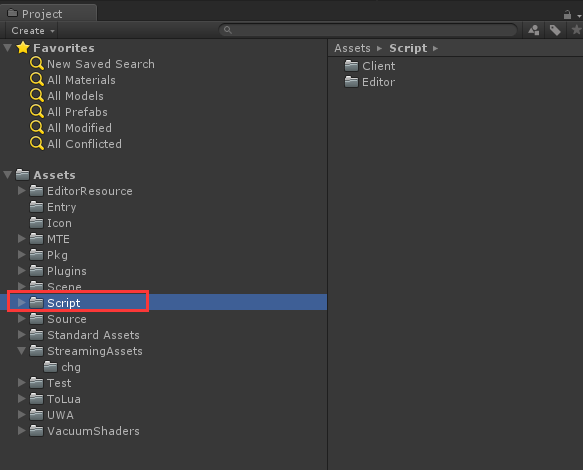 Project
Create
Favorites
New Saved Search
All Materials
All Models
All Prefabs
All Modified
All Conflicted
Assets
EditorResource
Entry
Icon
MTE
Pkg
Plugins
Scene
Script
Source
Standard Assets
StreamingAssets
chg
Test
ToLua
UWA
VacuumShaders
Assets Script
Client
Editor